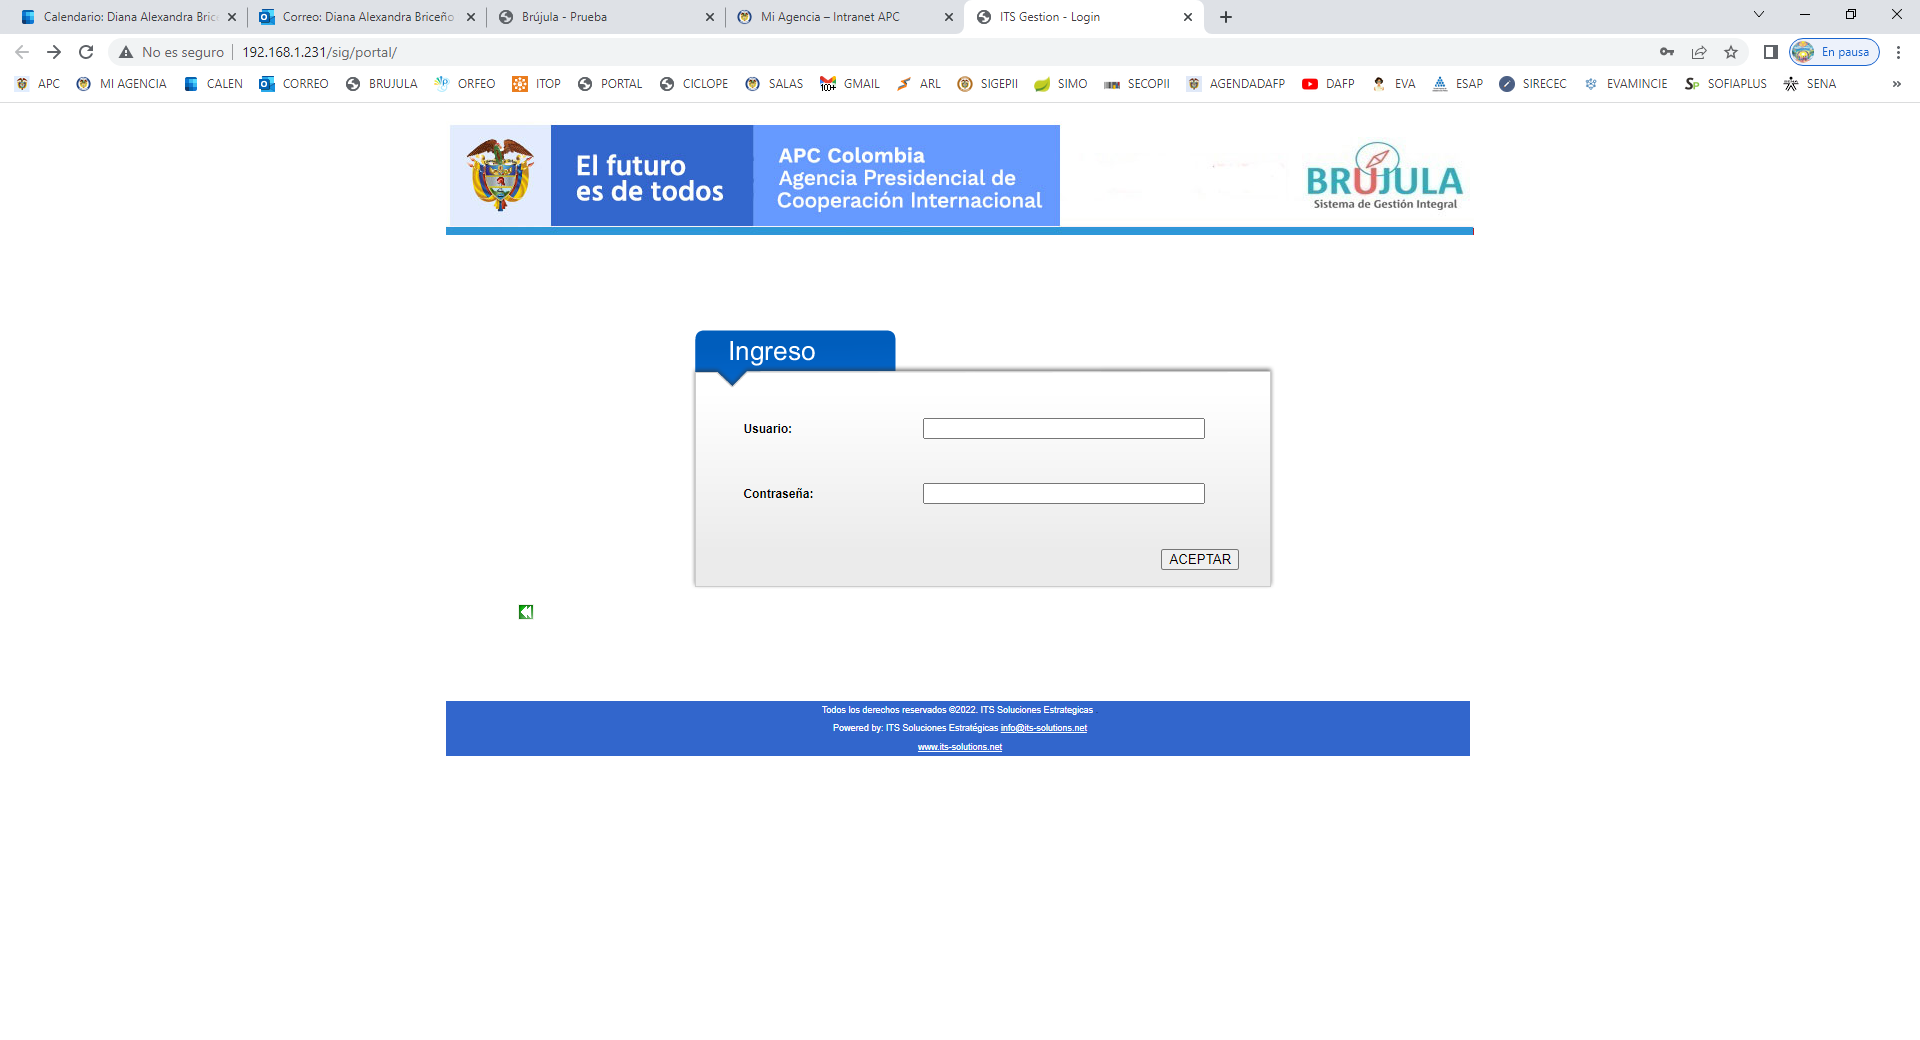 Calendario: Diana Alexandra Bric
Correo: Diana Alexandra Briceño
Brújula - Prueba
Mi Agencia – Intranet APC
ITS Gestion - Login
No es seguro
192.168.1.231/sig/portal/
En pausa
APC
MI AGENCIA
CALEN
CORREO
BRUJULA
ORFEO
ITOP
PORTAL
CICLOPE
SALAS
100+
GMAIL
ARL
SIGEPII
SIMO
SECOPII
AGENDADAFP
DAFP
EVA
ESAP
SIRECEC
EVAMINCIE
SP
SOFIAPLUS
SENA
»
El futuro
es de todos
APC Colombia
Agencia Presidencial de
Cooperación Internacional
BRÚJULA
Sistema de Gestión Integral
Ingreso
Usuario:
Contraseña:
ACEPTAR
Todos los derechos reservados ©2022. ITS Soluciones Estrategicas
Powered by: ITS Soluciones Estratégicas info@its-solutions.net
www.its-solutions.net